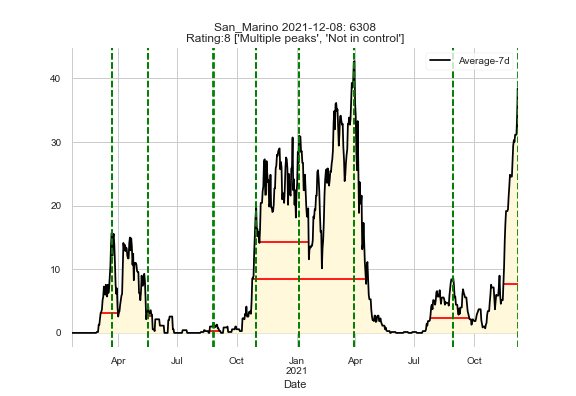 San_Marino 2021-12-08: 6308
Rating:8 ['Multiple peaks', 'Not in control']
Average-7d
40
30
20
10
0
Apr Jul Oct Jan Apr Jul Oct
2021
Date